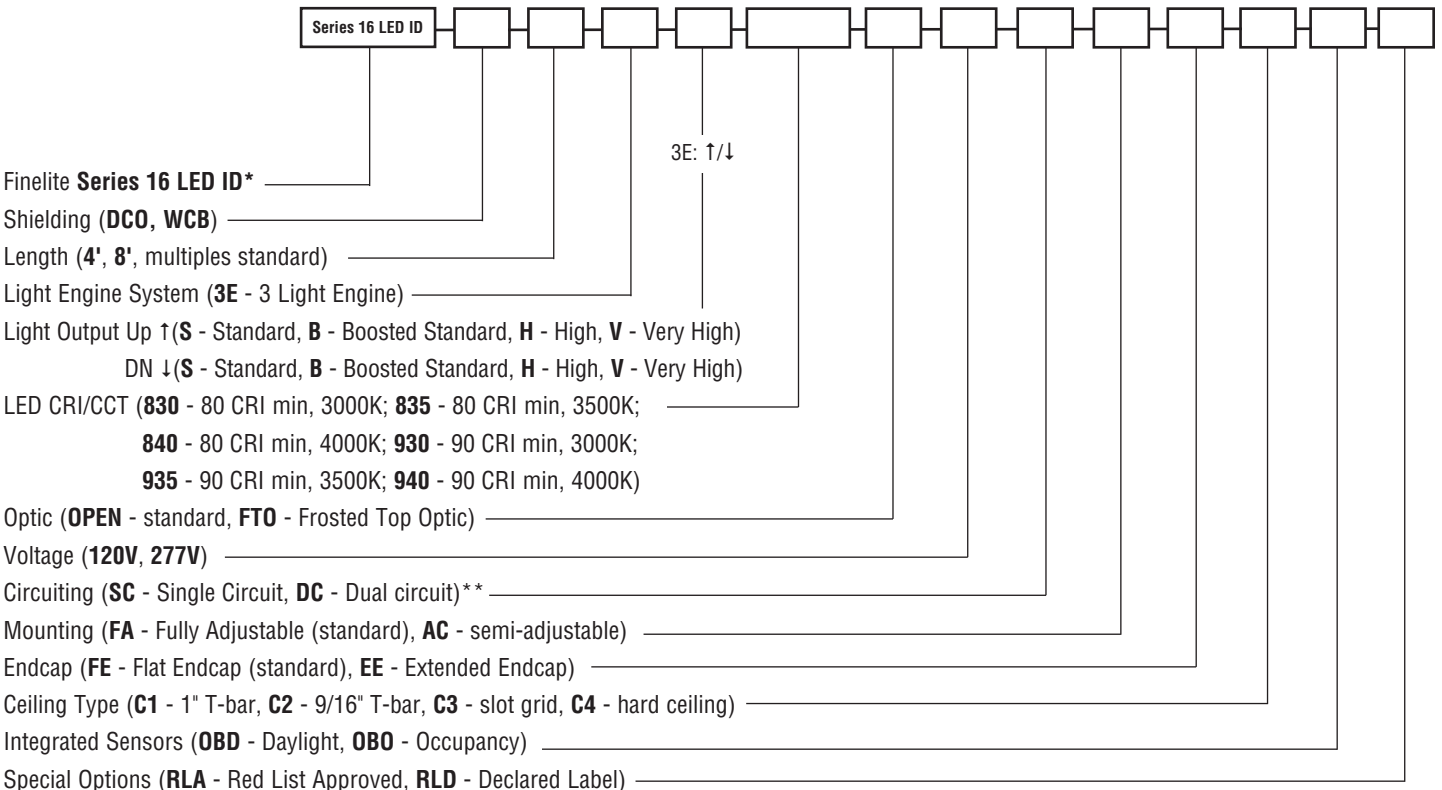 Series 16 LED ID
3E: ↑/↓
Finelite Series 16 LED ID*
Shielding (DCO, WCB)
Length (4', 8', multiples standard)
Light Engine System (3E - 3 Light Engine)
Light Output Up ↑(S - Standard, B - Boosted Standard, H - High, V - Very High)
DN ↓(S - Standard, B - Boosted Standard, H - High, V - Very High)
LED CRI/CCT (830 - 80 CRI min, 3000K; 835 - 80 CRI min, 3500K;
840 - 80 CRI min, 4000K; 930 - 90 CRI min, 3000K;
935 - 90 CRI min, 3500K; 940 - 90 CRI min, 4000K)
Optic (OPEN - standard, FTO - Frosted Top Optic)
Voltage (120V, 277V)
Circuiting (SC - Single Circuit, DC - Dual circuit)**
Mounting (FA - Fully Adjustable (standard), AC - semi-adjustable)
Endcap (FE - Flat Endcap (standard), EE - Extended Endcap)
Ceiling Type (C1 - 1" T-bar, C2 - 9/16" T-bar, C3 - slot grid, C4 - hard ceiling)
Integrated Sensors (OBD - Daylight, OBO - Occupancy)
Special Options (RLA - Red List Approved, RLD - Declared Label)